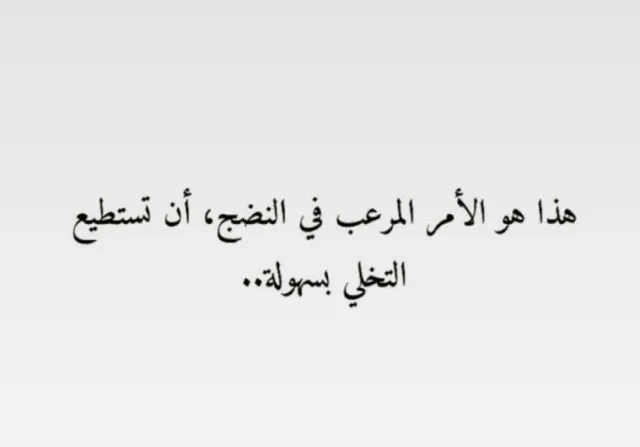 هذا هو الأمر المرعب في النضج، أن تستطيع
التخلي بسهولة..